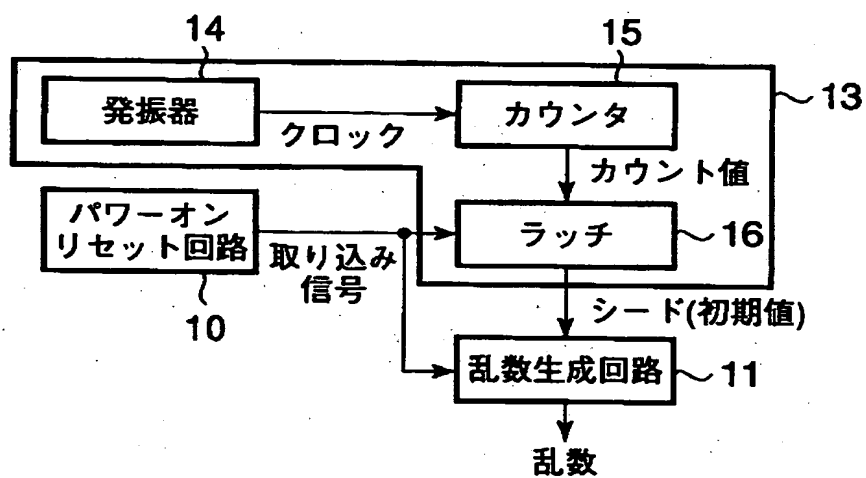 14
15
13
発振器
クロック
カウンタ
カウント値
パワーオン
リセット回路
取り込み
信号
10
ラッチ
16
シード(初期値)
乱数生成回路
11
乱数